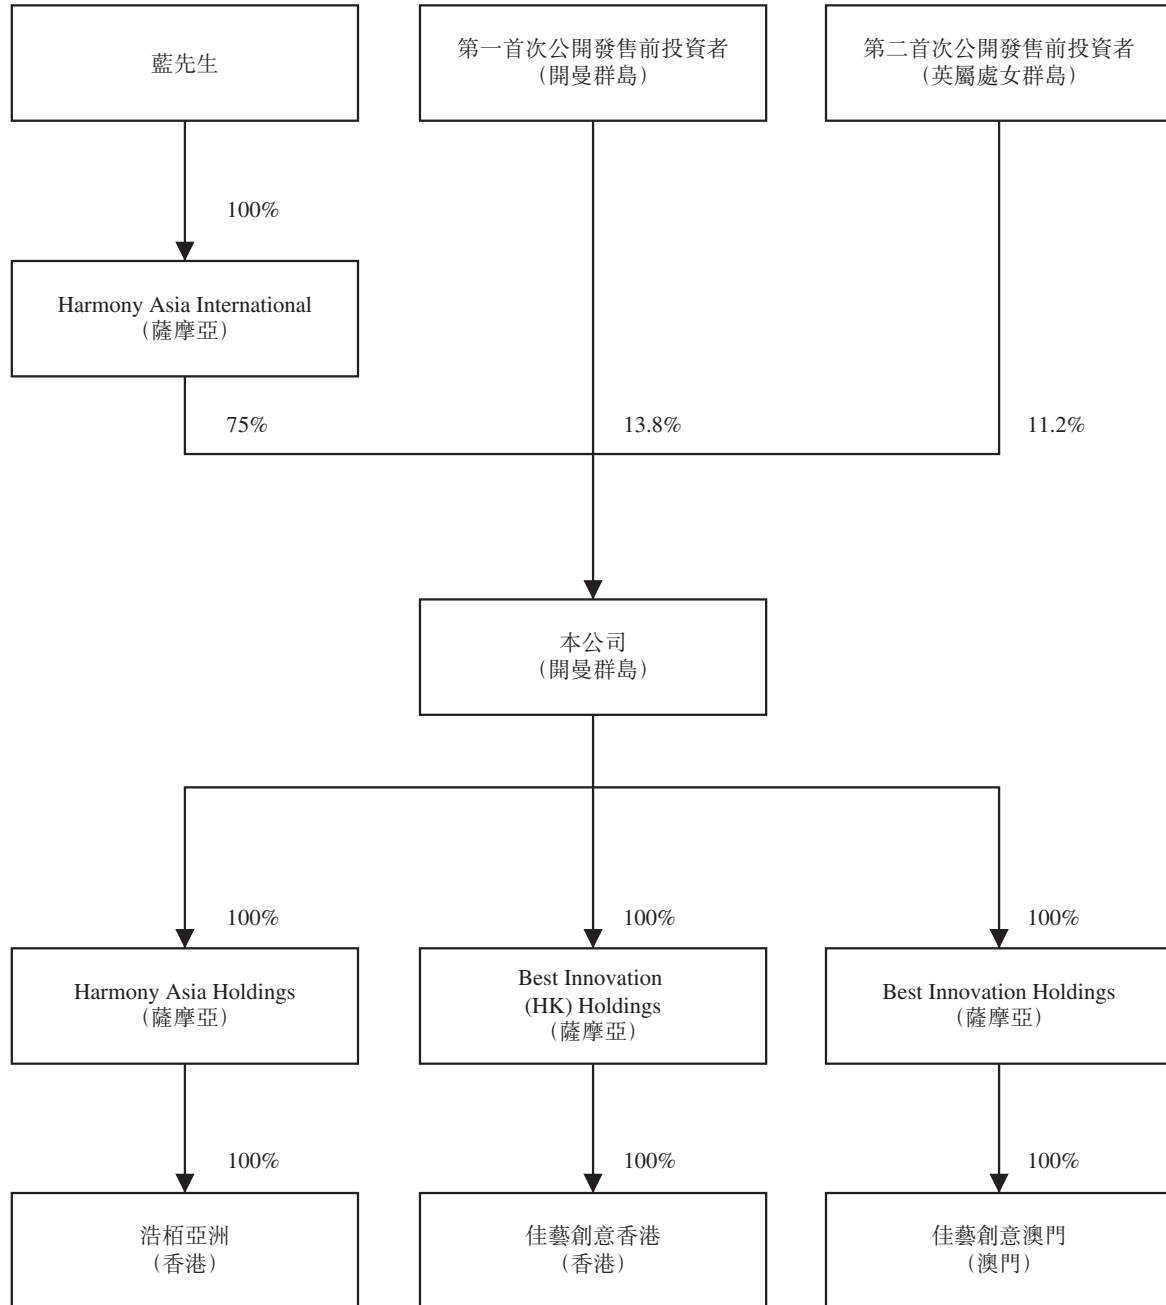 藍先生
第一首次公開發售前投資者
（開曼群島）
第二首次公開發售前投資者
（英屬處女群島）
100%
Harmony Asia International
（薩摩亞）
75%
13.8%
11.2%
本公司
（開曼群島）
100%
100%
100%
Harmony Asia Holdings
（薩摩亞）
Best Innovation
(HK) Holdings
（薩摩亞）
Best Innovation Holdings
（薩摩亞）
100%
100%
100%
浩栢亞洲
（香港）
佳藝創意香港
（香港）
佳藝創意澳門
（澳門）